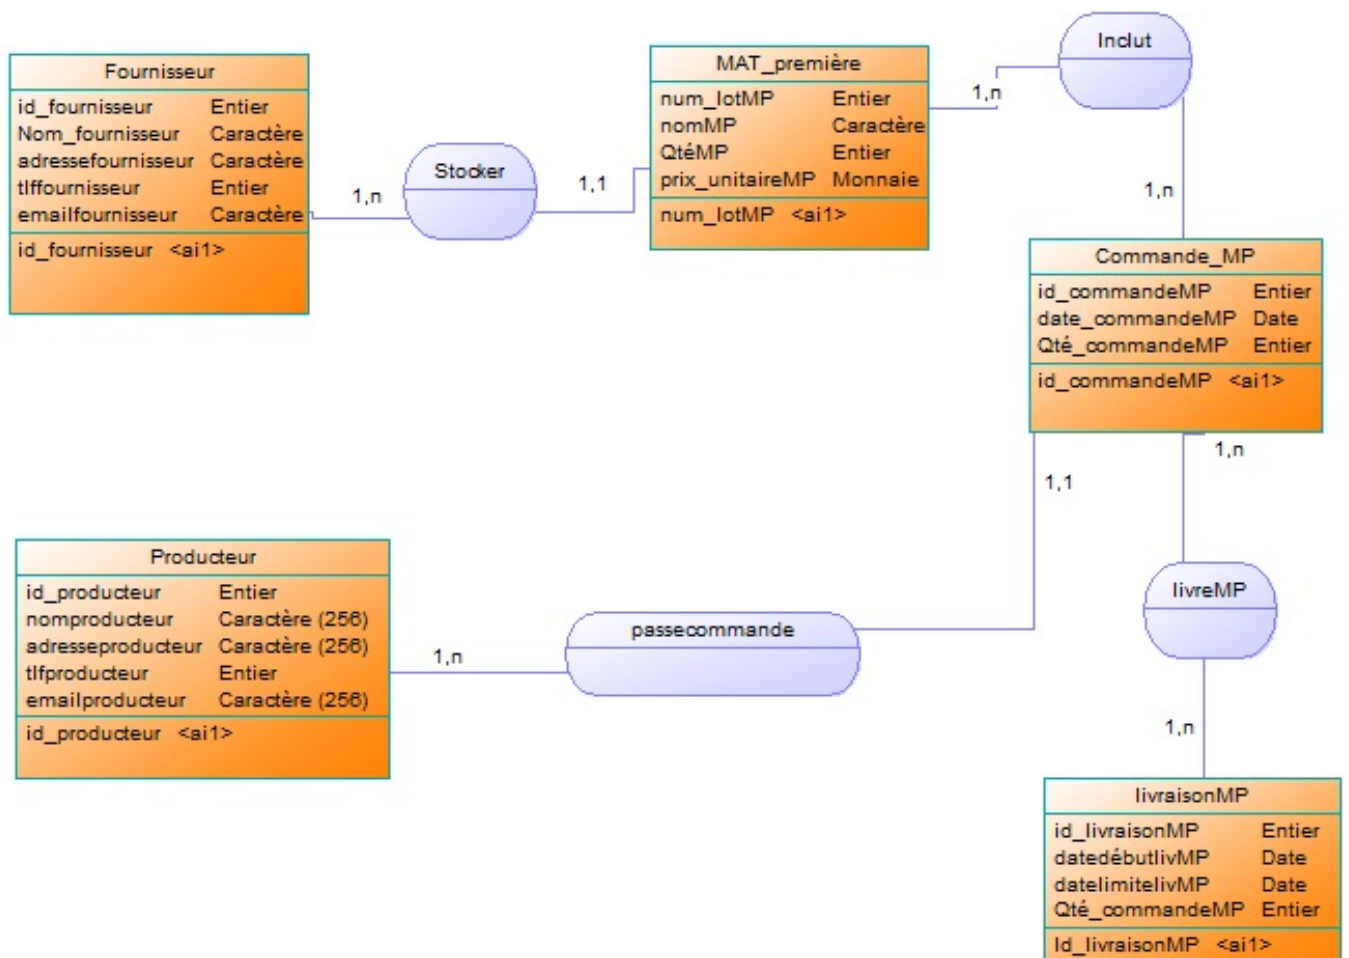 Inclut
Fournisseur
id_fournisseur Entier
Nom_fournisseur Caractère
adressefournisseur Caractère
tlffournisseur Entier
emailfournisseur Caractère
id_fournisseur <ai1>
1,n
Stocker
1,1
MAT_première
num_lotMP Entier
nomMP Caractère
QtéMP Entier
prix_unitaireMP Monnaie
num_lotMP <ai1>
1,n
1,n
Commande_MP
id_commandeMP Entier
date_commandeMP Date
Qté_commandeMP Entier
id_commandeMP <ai1>
1,n
1,1
Producteur
id_producteur Entier
nomproducteur Caractère (256)
adresseproducteur Caractère (256)
tlfproducteur Entier
emailproducteur Caractère (256)
id_producteur <ai1>
1,n
passecommande
livreMP
1,n
livraisonMP
id_livraisonMP Entier
datedébutlivMP Date
datelimitelivMP Date
Qté_commandeMP Entier
Id_livraisonMP <ai1>